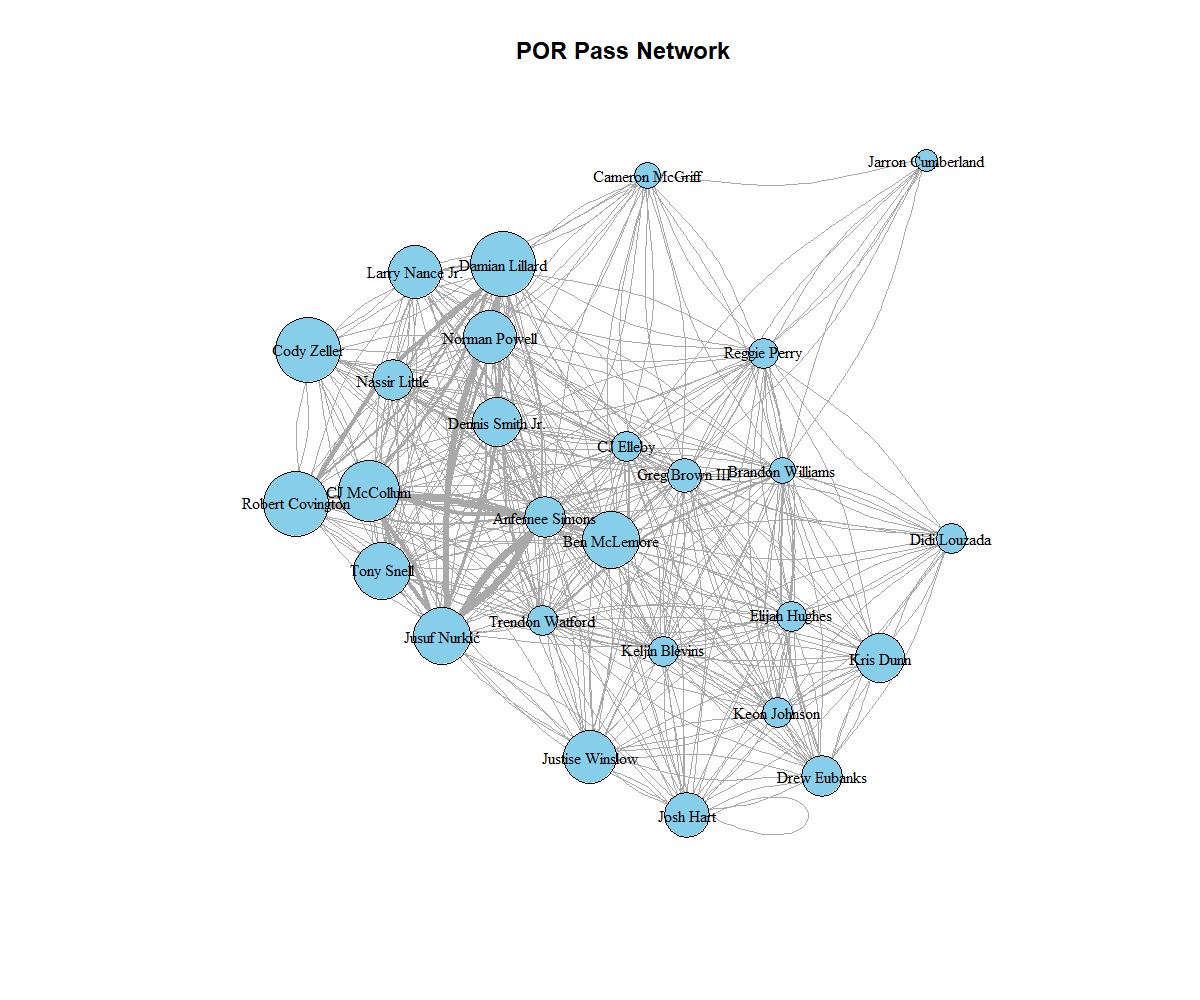 POR Pass Network
Jarron Cumberland
Cameron McGriff
Damian Lillard
Larry Nance Jr.
Norman Powell
Cody Zeller
Reggie Perry
Nassir Little
Dennis Smith Jr.
CJ Elleby
Brandon Williams
Greg Brown III
CJ McCollum
Robert Covington
Anfernee Simons
Didi Louzada
Ben McLemore
Tony Snell
Elijah Hughes
Trendon Watford
Jusuf Nurkić
Keljin Blevins
Kris Dunn
Keon Johnson
Justise Winslow
Drew Eubanks
Josh Hart